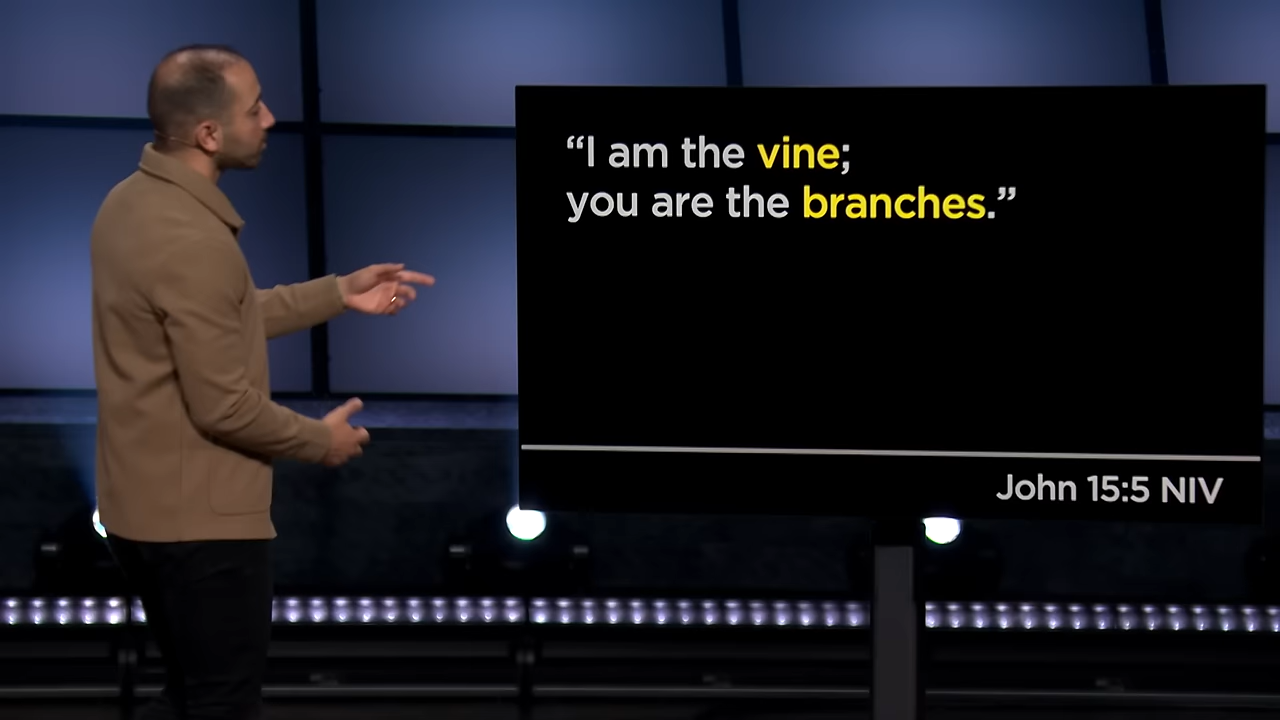 “I am the vine;
you are the branches.”
John 15:5 NIV